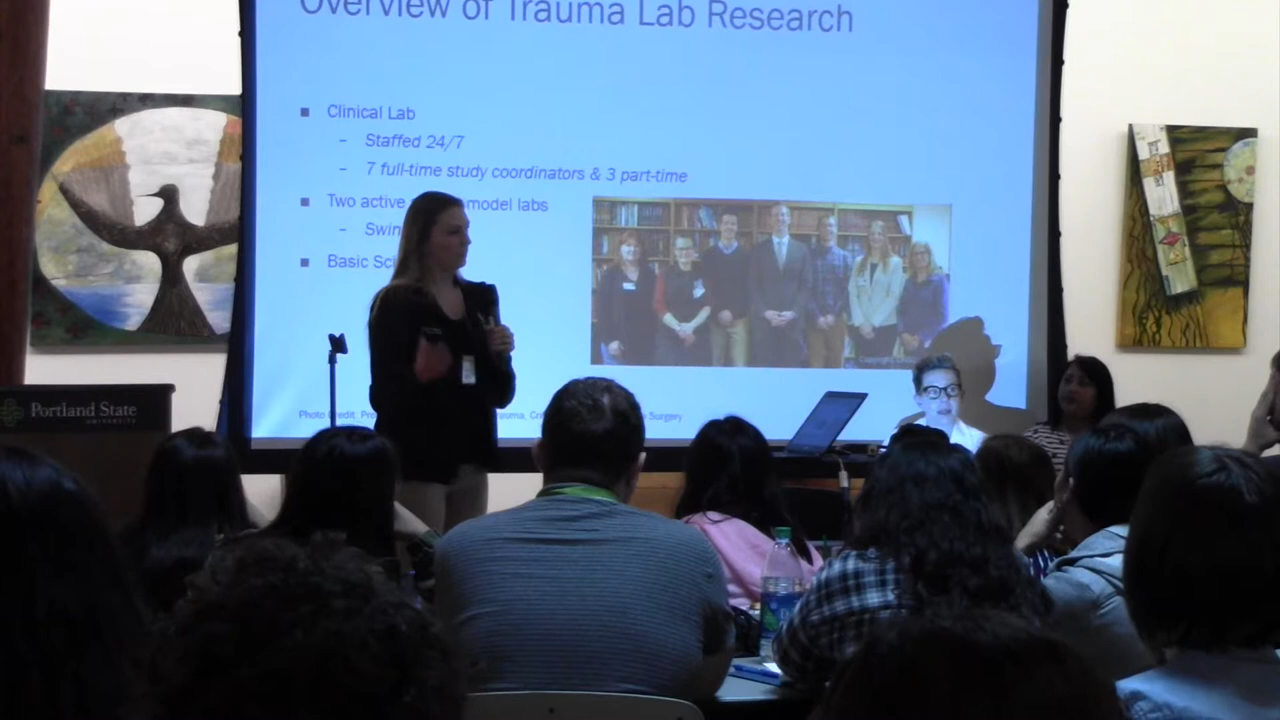 Overview of Trauma Lab Research
■ Clinical Lab
– Staffed 24/7
– 7 full-time study coordinators & 3 part-time
■ Two active model labs
– Swin
■ Basic Sci
Photo Credit: Surgery
Portland State
UNIVERSITY